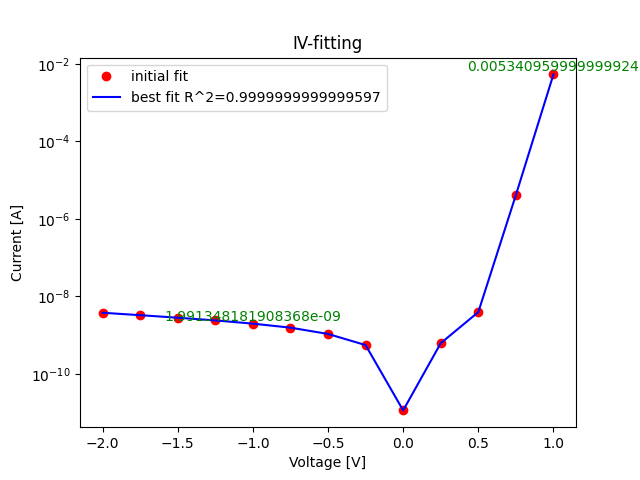 IV-fitting
initial fit
best fit R^2=0.9999999999999597
0.005340959999999924
1.991348181908368e-09
Current [A]
10⁻²
10⁻⁴
10⁻⁶
10⁻⁸
10⁻¹⁰
−2.0 −1.5 −1.0 −0.5 0.0 0.5 1.0
Voltage [V]